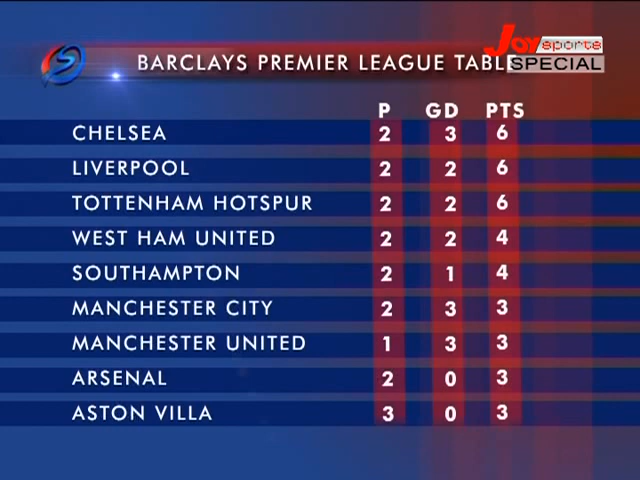 BARCLAYS PREMIER LEAGUE TABLE
Joy sports
SPECIAL
P GD PTS
CHELSEA 2 3 6
LIVERPOOL 2 2 6
TOTTENHAM HOTSPUR 2 2 6
WEST HAM UNITED 2 2 4
SOUTHAMPTON 2 1 4
MANCHESTER CITY 2 3 3
MANCHESTER UNITED 1 3 3
ARSENAL 2 0 3
ASTON VILLA 3 0 3